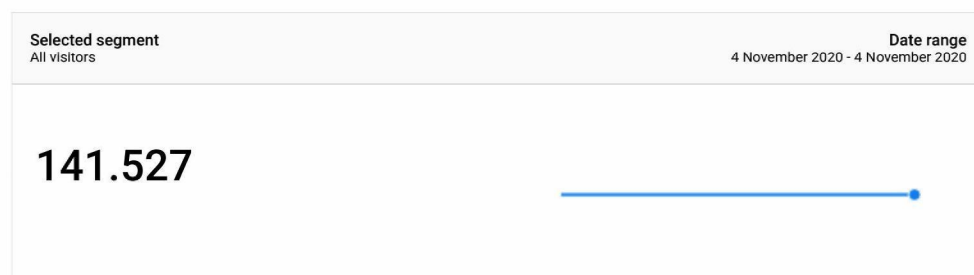 Selected segment
All visitors
Date range
4 November 2020 - 4 November 2020
141.527